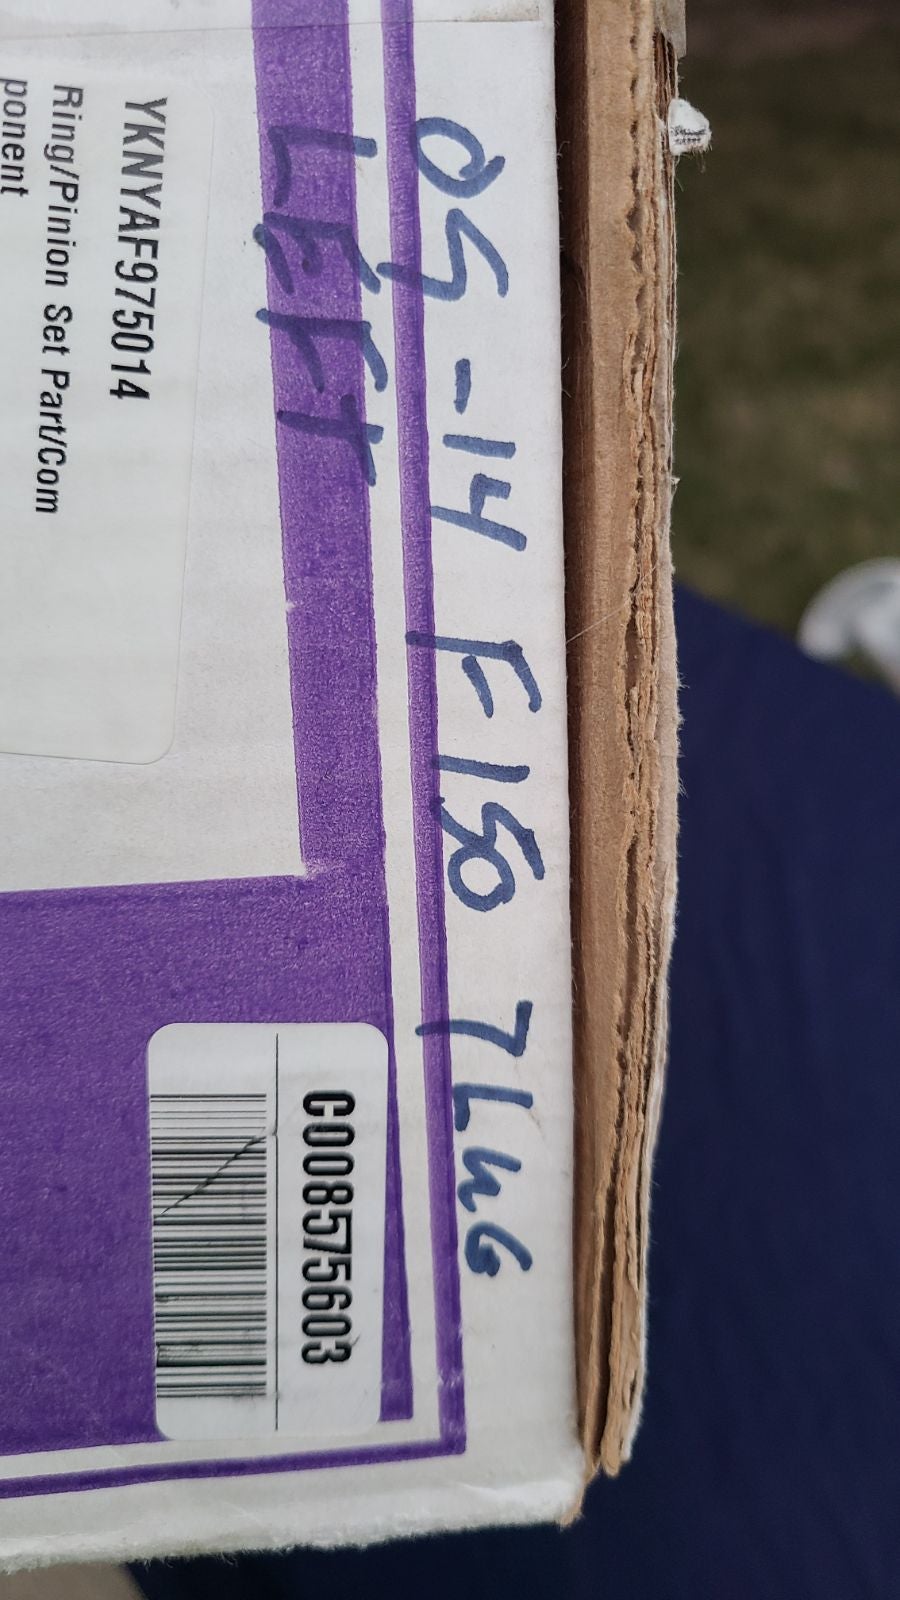 05-14 F150 7LUG
LEFT
YKNYAF975014
Ring/Pinion Set Part/Com
ponent
C008575603